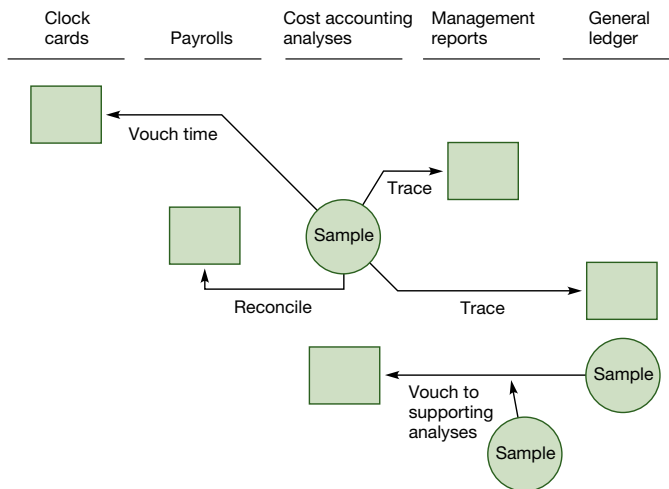 Clock
cards
Payrolls
Cost accounting
analyses
Management
reports
General
ledger
Vouch time
Trace
Sample
Reconcile
Trace
Sample
Vouch to
supporting
analyses
Sample